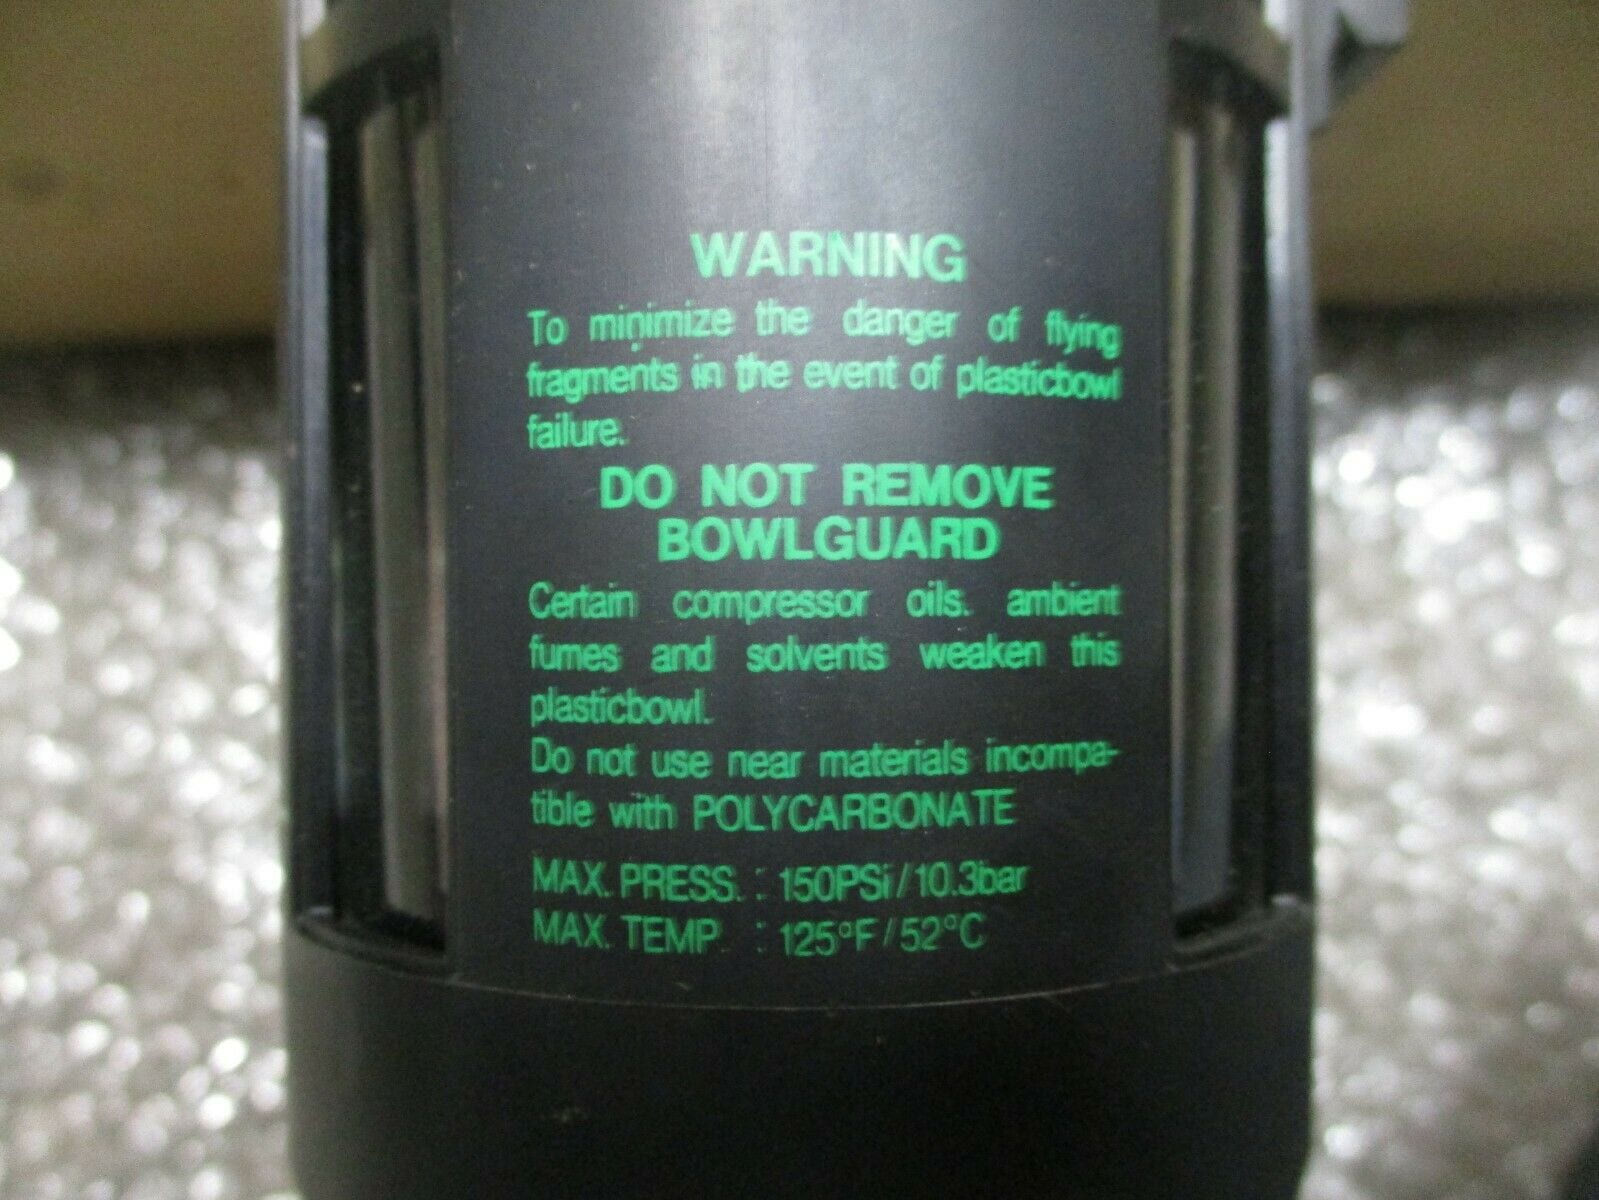 WARNING
To minimize the danger of flying
fragments in the event of plasticbowl
failure.
DO NOT REMOVE
BOWLGUARD
Certain compressor oils. ambient
fumes and solvents weaken this
plasticbowl.
Do not use near materials incompa-
tible with POLYCARBONATE
MAX. PRESS. : 150PSi/10.3bar
MAX. TEMP : 125°F/52°C